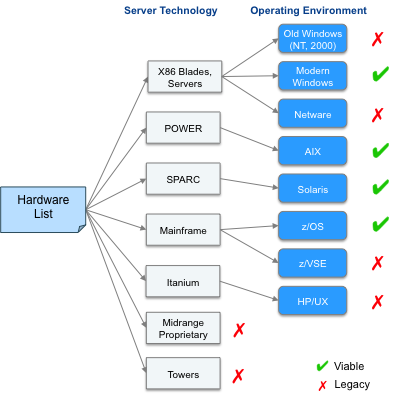 Server Technology
Operating Environment
Old Windows
(NT, 2000)
X86 Blades,
Servers
Modern
Windows
Netware
POWER
AIX
SPARC
Solaris
Hardware
List
Mainframe
z/OS
z/VSE
Itanium
HP/UX
Midrange
Proprietary
Towers
Viable
Legacy